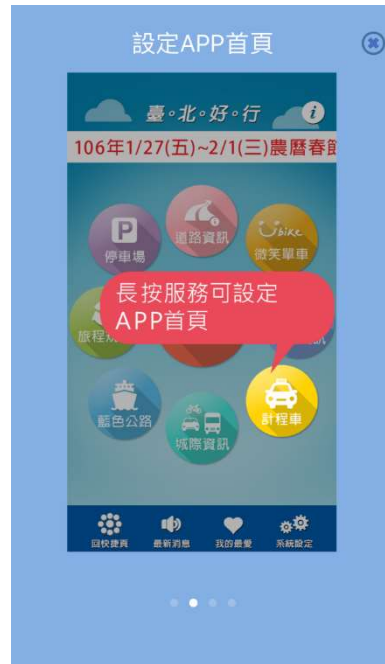 設定APP首頁
臺·北·好·行
i
106年1/27(五)~2/1(三)農曆春節
P
停車場
道路資訊
Ubike
微笑單車
長按服務可設定
APP首頁
旅程規
訊
藍色公路
城際資訊
計程車
回快捷頁
最新消息
我的最愛
系統設定